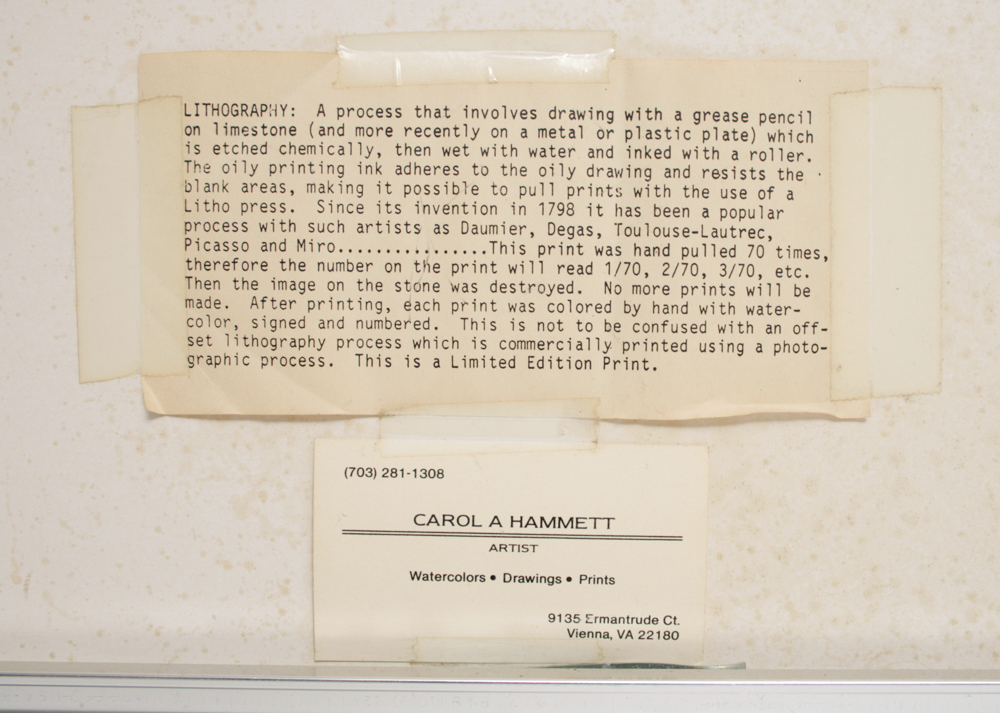 LITHOGRAPHY:  A process that involves drawing with a grease pencil
on limestone (and more recently on a metal or plastic plate) which
is etched chemically, then wet with water and inked with a roller.
The oily printing ink adheres to the oily drawing and resists the
blank areas, making it possible to pull prints with the use of a
Litho press.  Since its invention in 1798 it has been a popular
process with such artists as Daumier, Degas, Toulouse-Lautrec,
Picasso and Miro................This print was hand pulled 70 times,
therefore the number on the print will read 1/70, 2/70, 3/70, etc.
Then the image on the stone was destroyed.  No more prints will be
made.  After printing, each print was colored by hand with water-
color, signed and numbered.  This is not to be confused with an off-
set lithography process which is commercially printed using a photo-
graphic process.  This is a Limited Edition Print.
(703) 281-1308
CAROL A HAMMETT
ARTIST
Watercolors • Drawings • Prints
9135 Ermantrude Ct.
Vienna, VA 22180